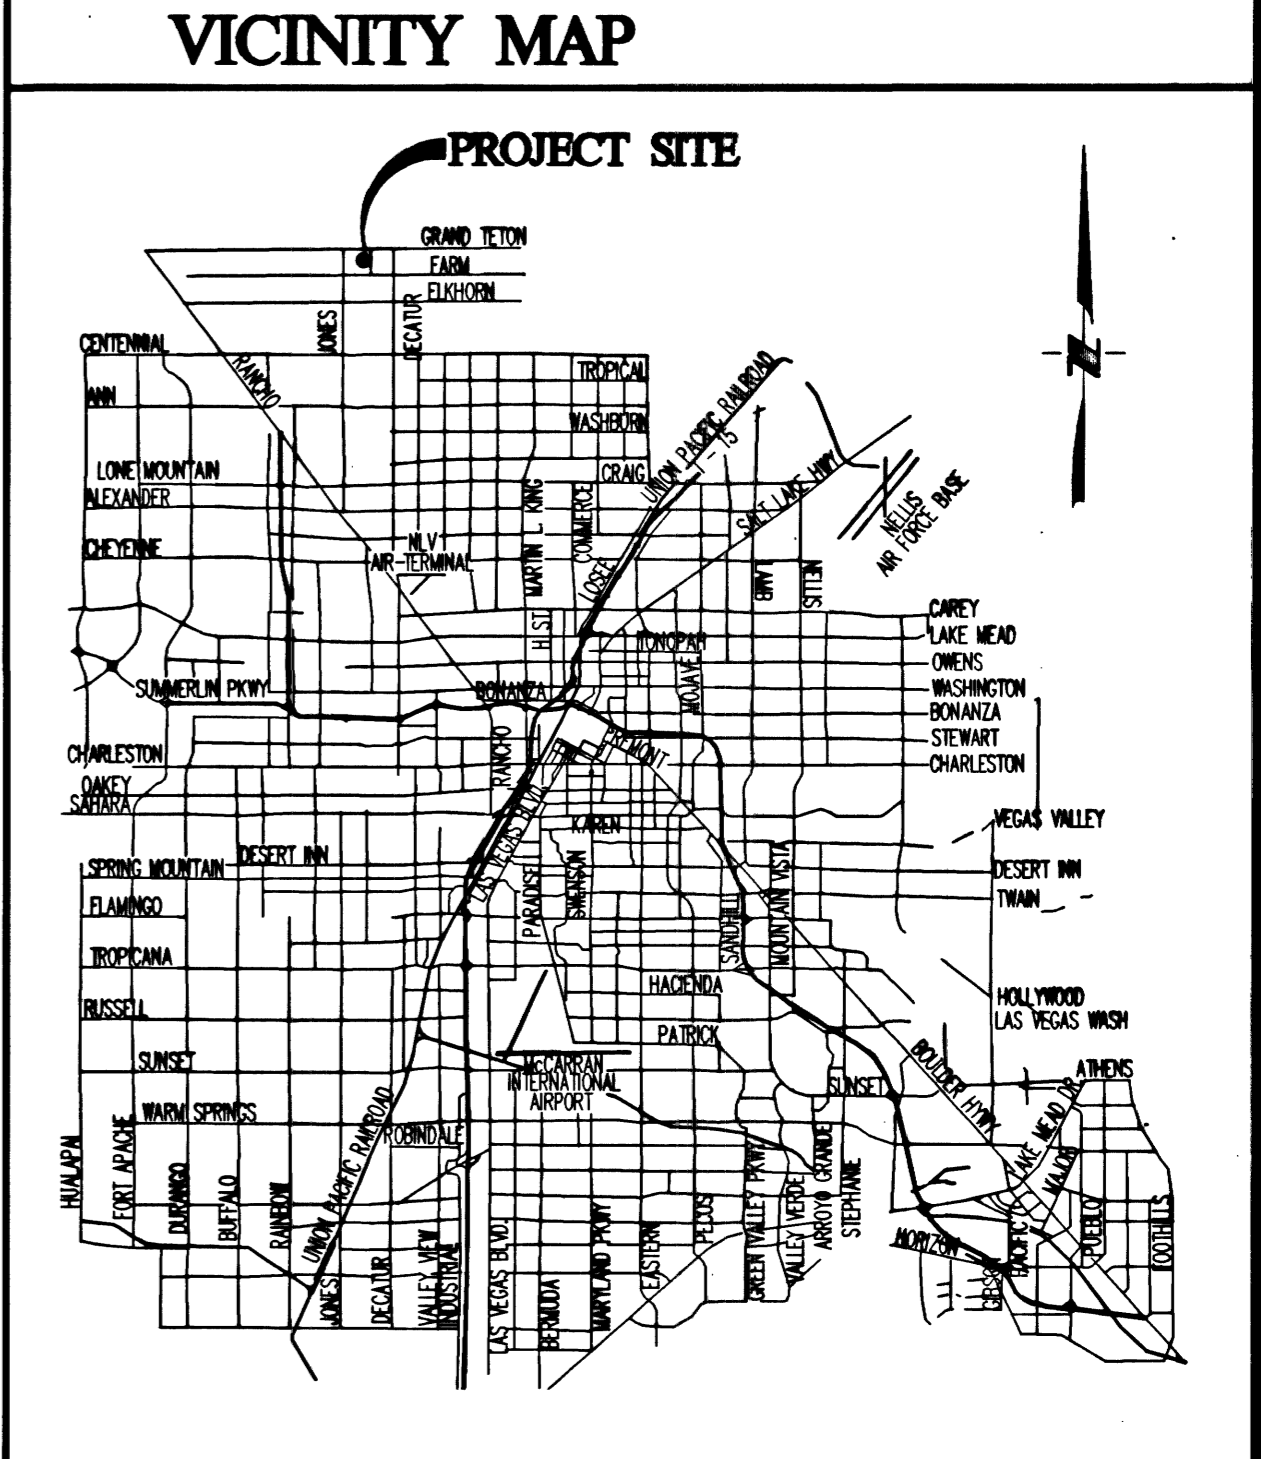 VICINITY MAP
PROJECT SITE
GRAND TETON
FARM
ELKHORN
JONES
DECATUR
CENTENNIAL
RANCHO
TROPICAL
UNION PACIFIC RAILROAD
I-15
ANN
WASHBURN
LONE MOUNTAIN
CRAIG
ALEXANDER
SALT LAKE HWY
NELLIS
AIR FORCE BASE
MARTIN L. KING
COMMERCE
CHEYENNE
NLV
AIR-TERMINAL
LOSEE
LAMB
NELLIS
CAREY
H ST.
TONOPAH
LAKE MEAD
OWENS
MOJAVE
SUMMERLIN PKWY
BONANZA
WASHINGTON
BONANZA
STEWART
RANCHO
FREMONT
CHARLESTON
CHARLESTON
OAKEY
SAHARA
LAS VEGAS BLVD.
KAREN
VEGAS VALLEY
SPRING MOUNTAIN
DESERT INN
DESERT INN
PARADISE
SWENSON
SANDHILL
MOUNTAIN VISTA
TWAIN
FLAMINGO
TROPICANA
HACIENDA
HOLLYWOOD
RUSSELL
LAS VEGAS WASH
PATRICK
SUNSET
McCARRAN
INTERNATIONAL
AIRPORT
SUNSET
BOULDER HYWY
ATHENS
LAKE MEAD DR.
WARM SPRINGS
ROBINDALE
UNION PACIFIC RAILROAD
HUALAPAI
FORT APACHE
DURANGO
BUFFALO
RAINBOW
JONES
DECATUR
VALLEY VIEW
INDUSTRIAL
LAS VEGAS BLVD.
BERMUDA
MARYLAND PKWY
EASTERN
PECOS
GREEN VALLEY PKWY
VALLEY VERDE
ARROYO GRANDE
STEPHANIE
HORIZON
GIBSON
PACIFIC
MAJOR
PUEBLO
FOOTHILLS